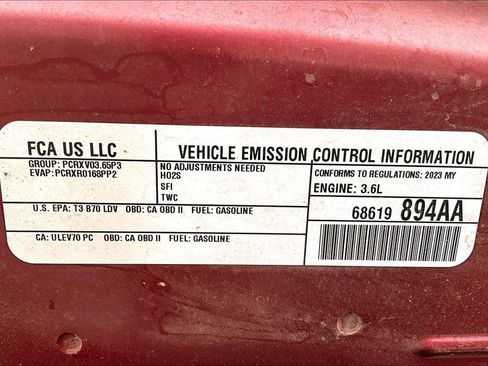 FCA US LLC
VEHICLE EMISSION CONTROL INFORMATION
GROUP: PCRXV03.65P3
EVAP: PCRXR0168PP2
NO ADJUSTMENTS NEEDED
HO2S
SFI
TWC
CONFORMS TO REGULATIONS: 2023 MY
ENGINE: 3.6L
U.S. EPA: T3 B70 LDV OBD: CA OBD II FUEL: GASOLINE
68619 894AA
CA: ULEV70 PC OBD: CA OBD II FUEL: GASOLINE